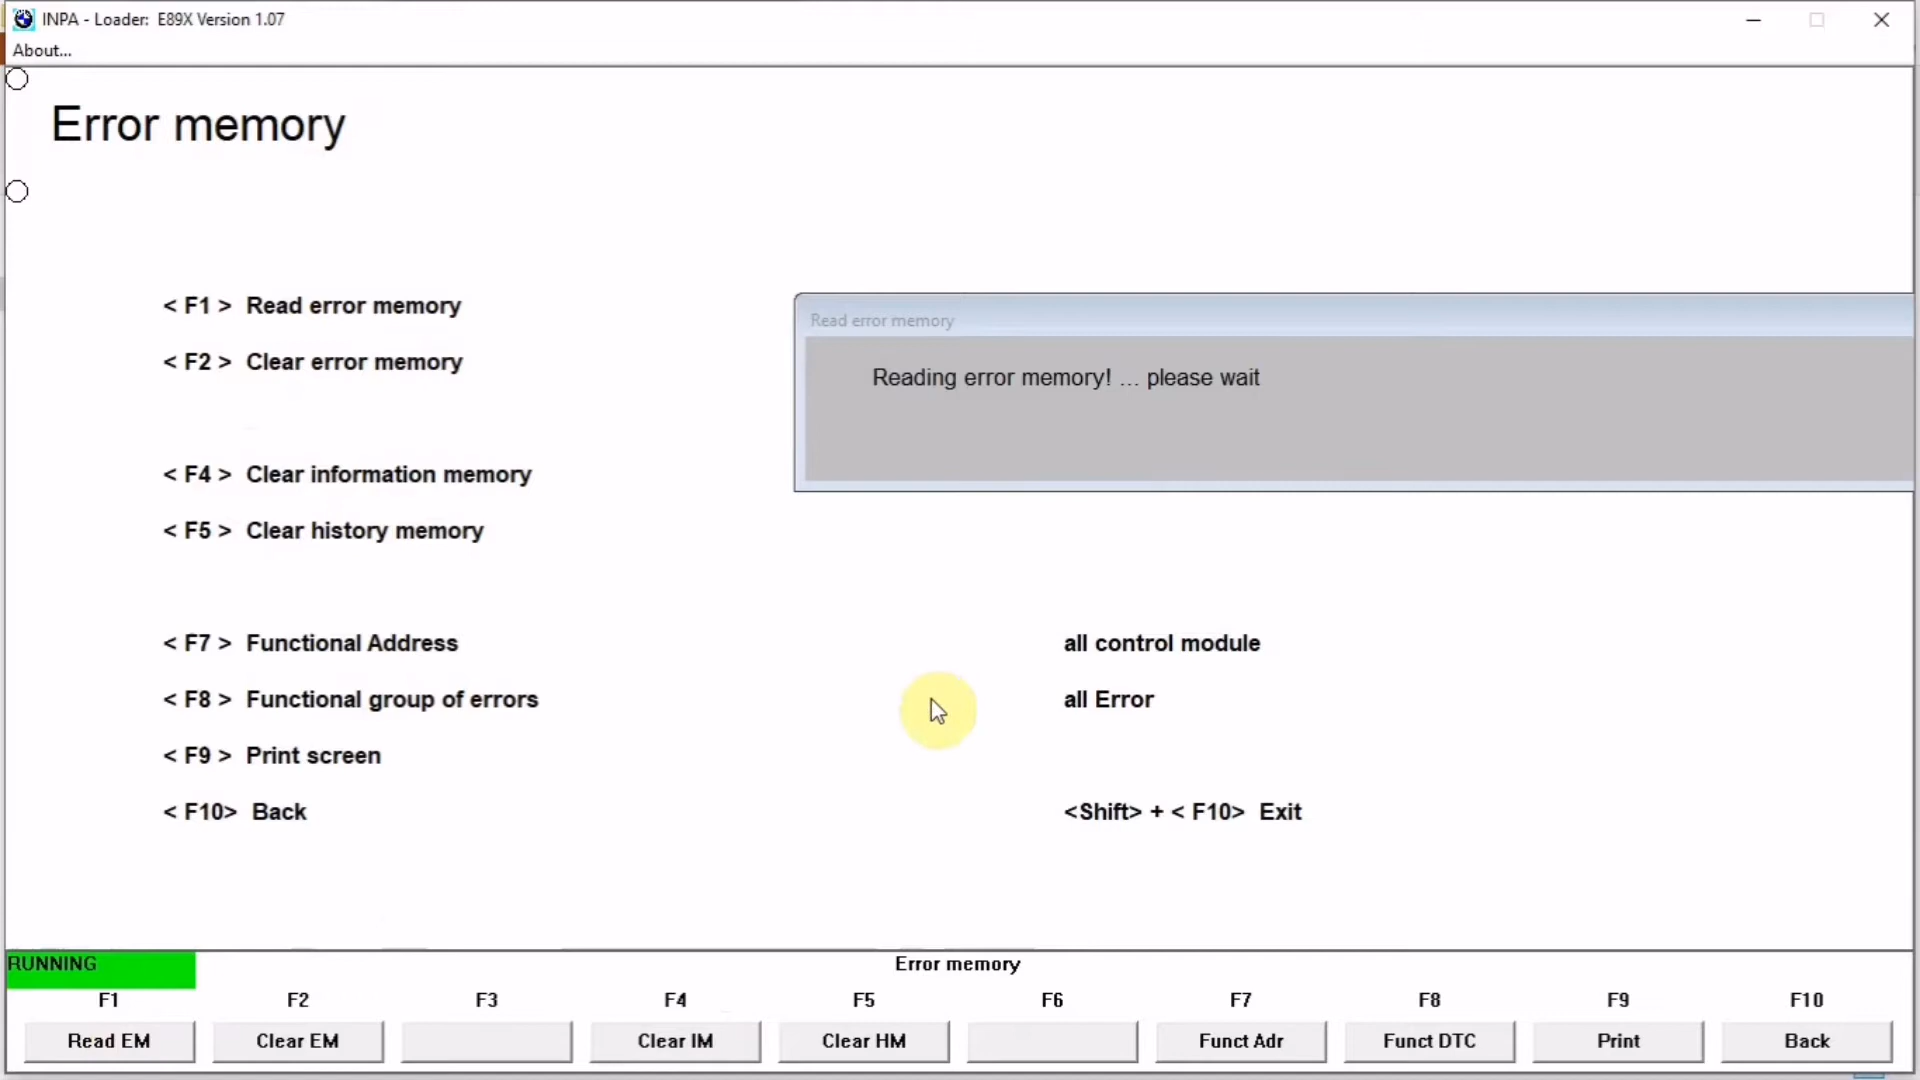 INPA - Loader: E89X Version 1.07
About...
Error memory
< F1 > Read error memory
< F2 > Clear error memory
Read error memory
Reading error memory! ... please wait
< F4 > Clear information memory
< F5 > Clear history memory
< F7 > Functional Address all control module
< F8 > Functional group of errors all Error
< F9 > Print screen
< F10> Back <Shift> + < F10> Exit
RUNNING Error memory
F1 F2 F3 F4 F5 F6 F7 F8 F9 F10
Read EM Clear EM Clear IM Clear HM Funct Adr Funct DTC Print Back